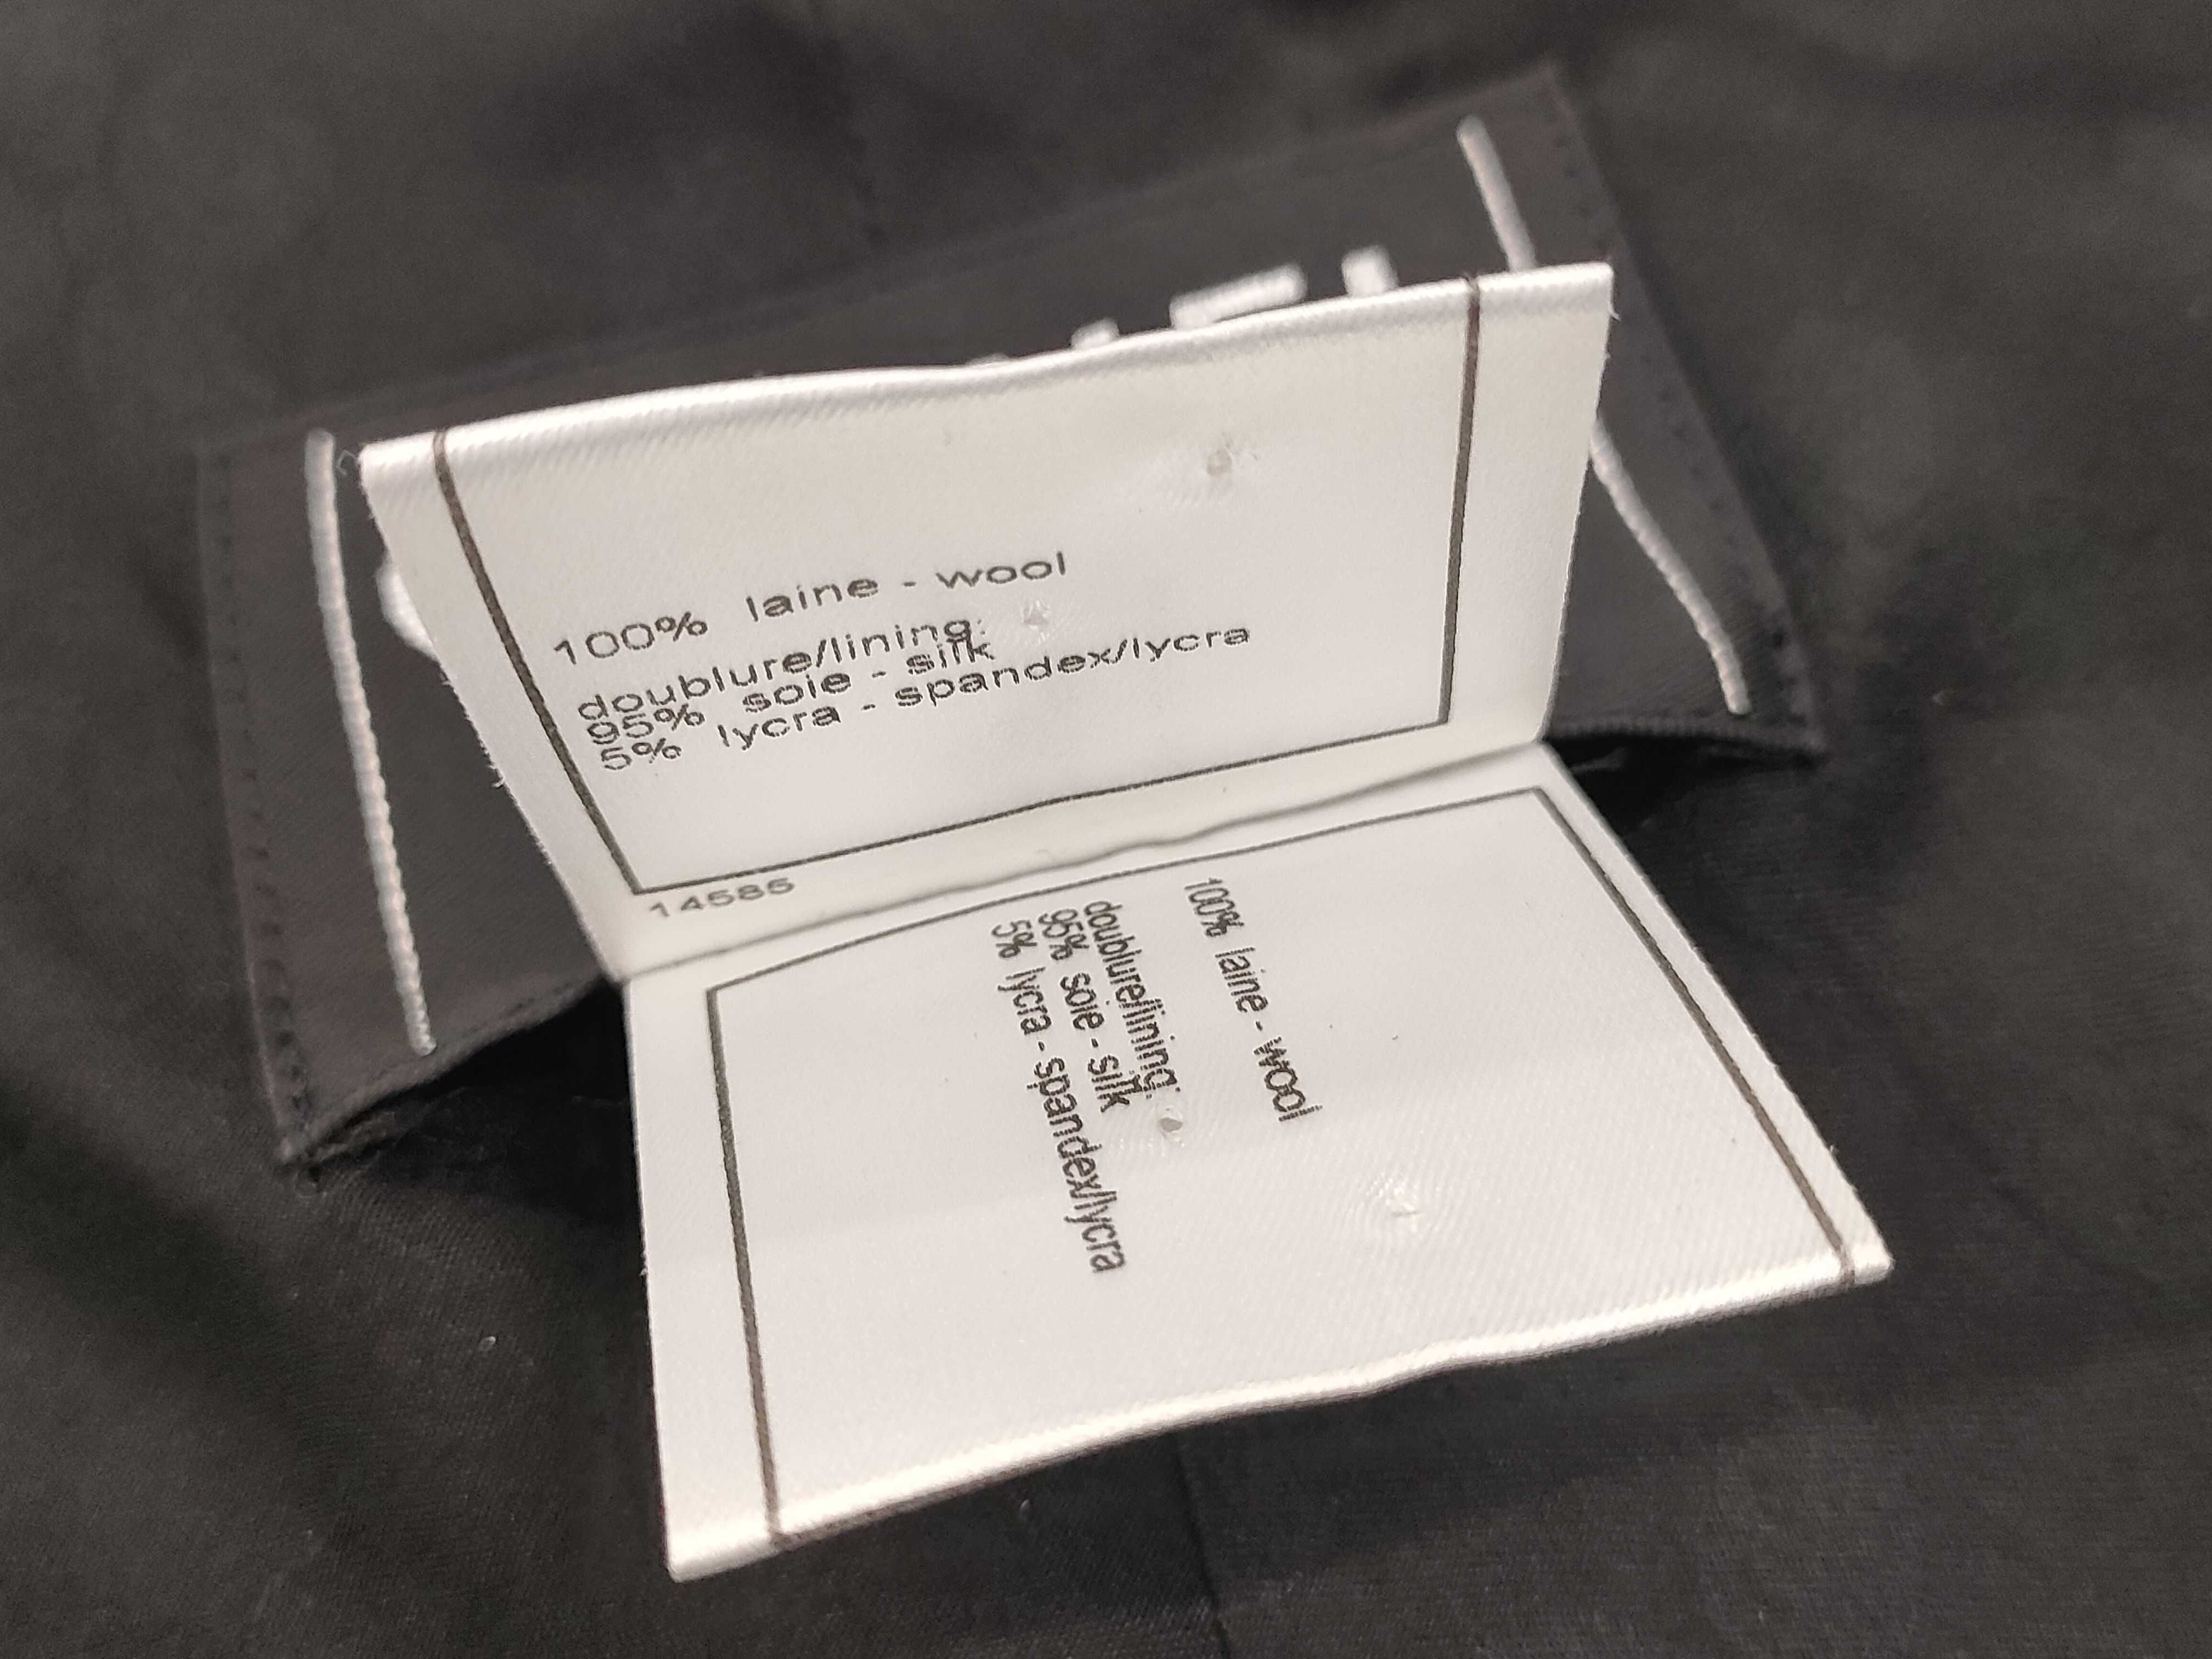 100% laine - wool
doublure/lining:
95% soie - silk
5% lycra - spandex/lycra
14585
100% laine - wool
doublure/lining:
95% soie - silk
5% lycra - spandex/lycra